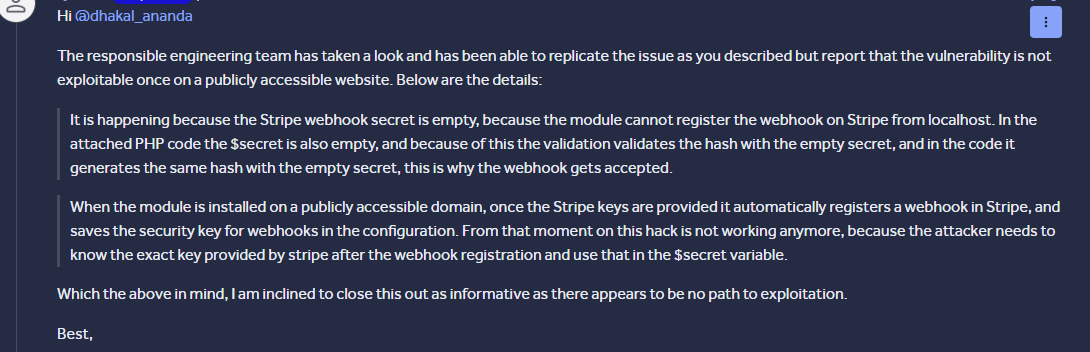 Hi @dhakal_ananda
The responsible engineering team has taken a look and has been able to replicate the issue as you described but report that the vulnerability is not
exploitable once on a publicly accessible website. Below are the details:
It is happening because the Stripe webhook secret is empty, because the module cannot register the webhook on Stripe from localhost. In the
attached PHP code the $secret is also empty, and because of this the validation validates the hash with the empty secret, and in the code it
generates the same hash with the empty secret, this is why the webhook gets accepted.
When the module is installed on a publicly accessible domain, once the Stripe keys are provided it automatically registers a webhook in Stripe, and
saves the security key for webhooks in the configuration. From that moment on this hack is not working anymore, because the attacker needs to
know the exact key provided by stripe after the webhook registration and use that in the $secret variable.
Which the above in mind, I am inclined to close this out as informative as there appears to be no path to exploitation.
Best,